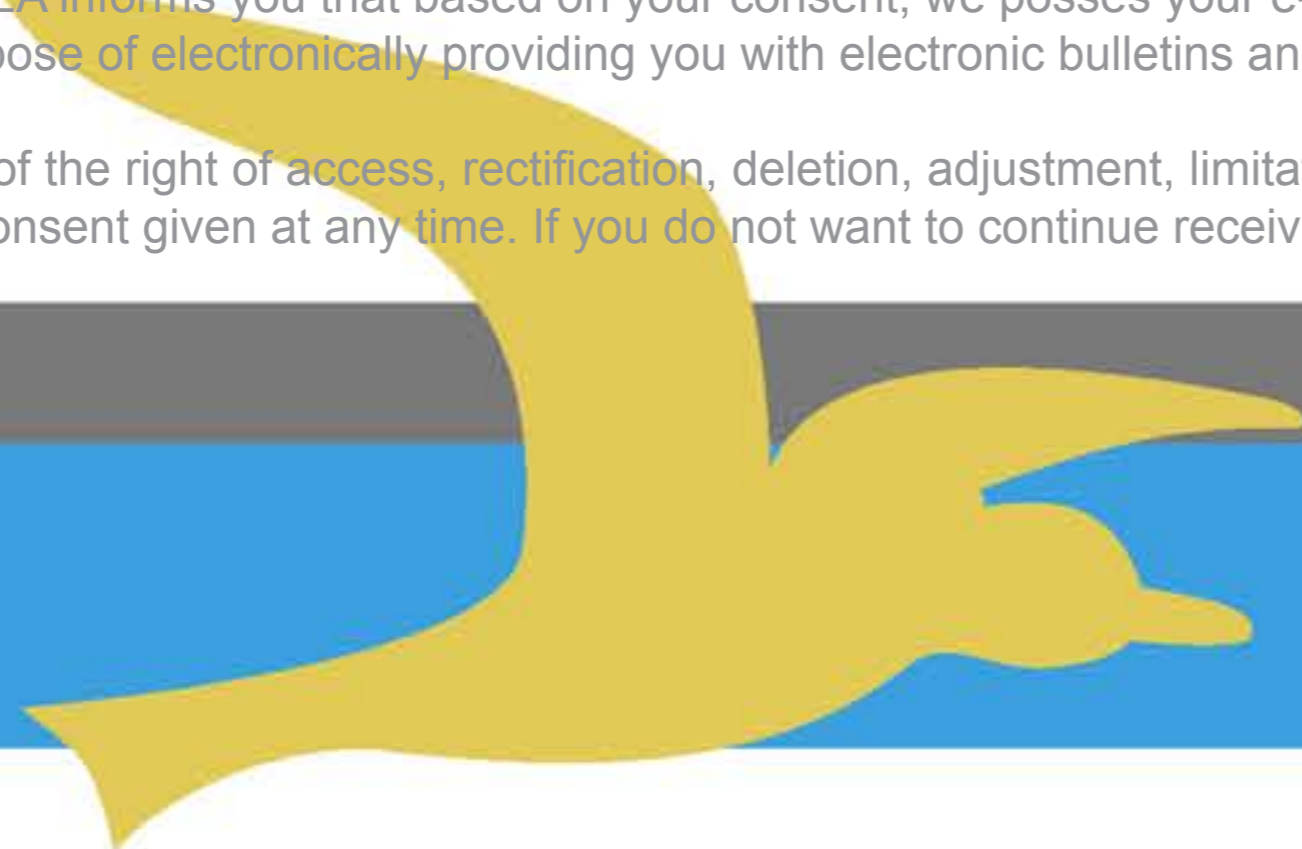 EA informs you that based on your consent, we posses your e-
pose of electronically providing you with electronic bulletins an
of the right of access, rectification, deletion, adjustment, limita
onsent given at any time. If you do not want to continue receiv